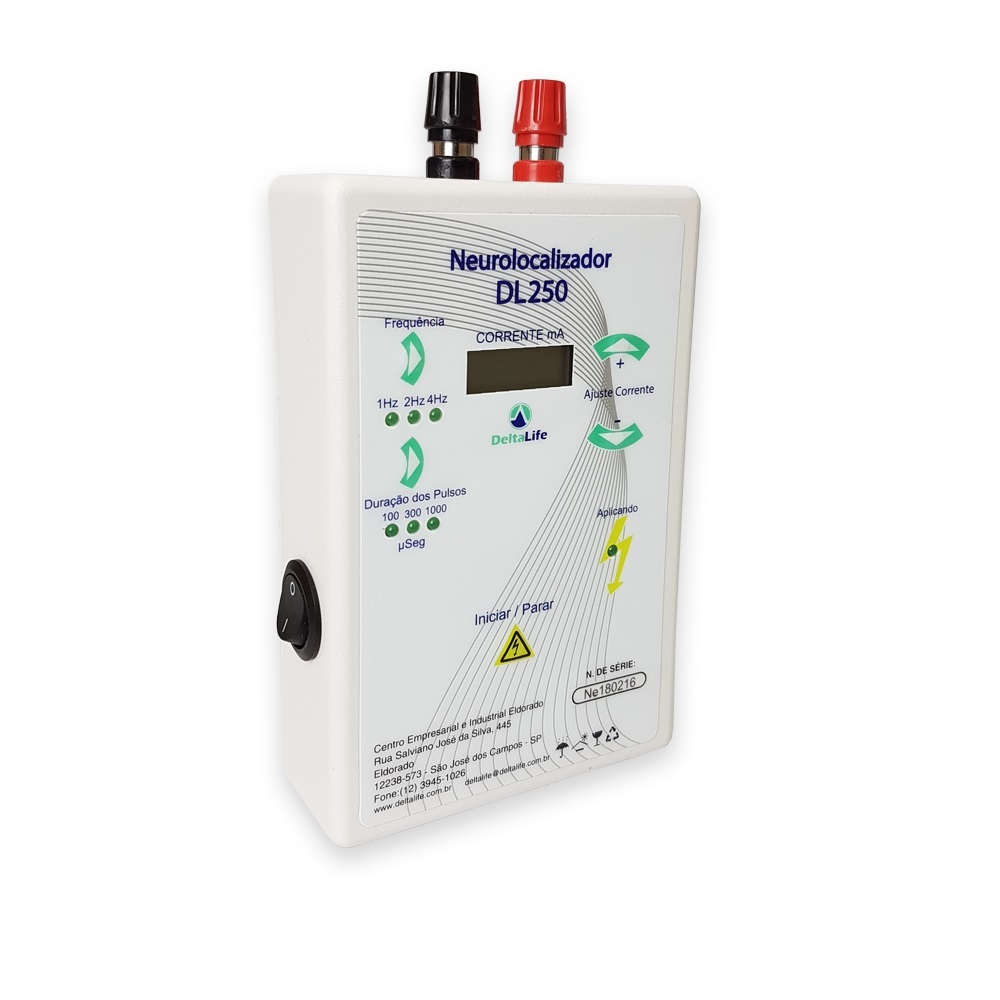 Neurolocalizador
DL250
Frequência
CORRENTE mA
+
Ajuste Corrente
-
1Hz 2Hz 4Hz
DeltaLife
Duração dos Pulsos
100 300 1000
µSeg
Aplicando
Iniciar / Parar
N. DE SÉRIE:
Ne180216
Centro Empresarial e Industrial Eldorado
Rua Salviano José da Silva, 445
Eldorado
12238-573 - São José dos Campos - SP
Fone:(12) 3945-1026
deltalife@deltalife.com.br
www.deltalife.com.br
O
/